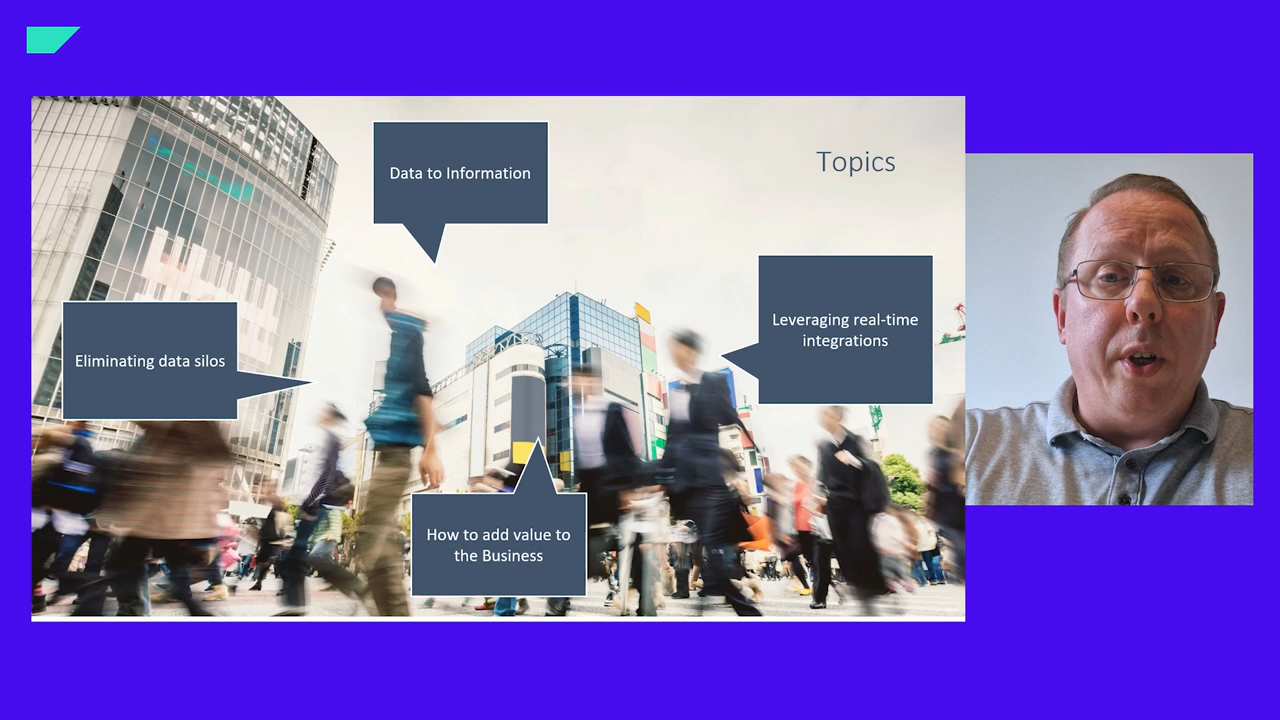 Topics
Data to Information
Leveraging real-time
integrations
Eliminating data silos
How to add value to
the Business